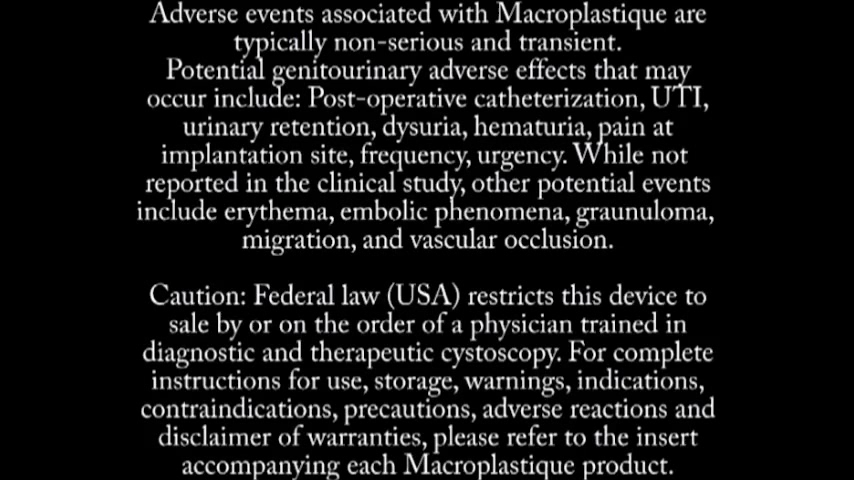 Adverse events associated with Macroplastique are
typically non-serious and transient.
Potential genitourinary adverse effects that may
occur include: Post-operative catheterization, UTI,
urinary retention, dysuria, hematuria, pain at
implantation site, frequency, urgency. While not
reported in the clinical study, other potential events
include erythema, embolic phenomena, graunuloma,
migration, and vascular occlusion.
Caution: Federal law (USA) restricts this device to
sale by or on the order of a physician trained in
diagnostic and therapeutic cystoscopy. For complete
instructions for use, storage, warnings, indications,
contraindications, precautions, adverse reactions and
disclaimer of warranties, please refer to the insert
accompanying each Macroplastique product.